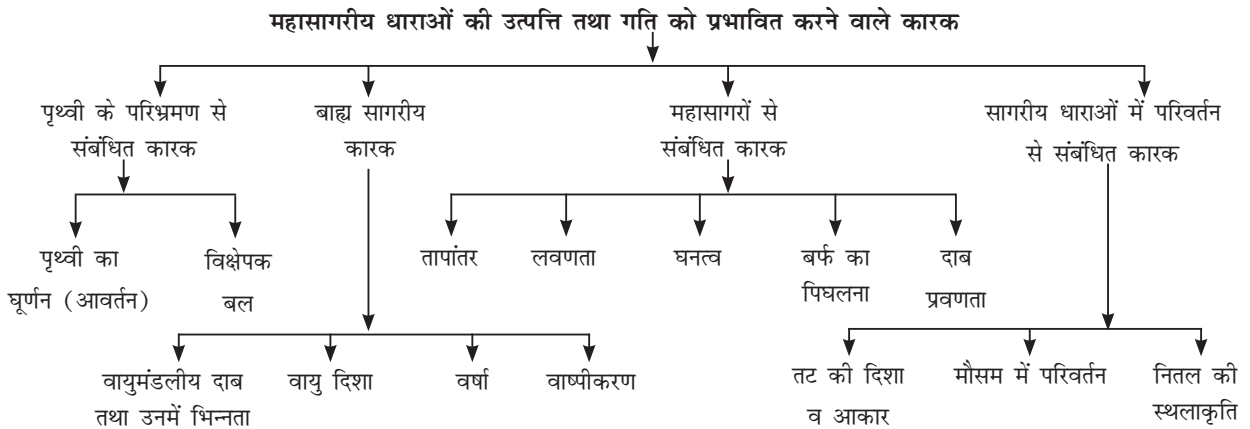 महासागरीय धाराओं की उत्पत्ति तथा गति को प्रभावित करने वाले कारक
पृथ्वी के परिभ्रमण से
संबंधित कारक
बाह्य सागरीय
कारक
महासागरों से
संबंधित कारक
सागरीय धाराओं में परिवर्तन
से संबंधित कारक
पृथ्वी का
घूर्णन (आवर्तन)
विक्षेपक
बल
तापांतर
लवणता
घनत्व
बर्फ का
पिघलना
दाब
प्रवणता
वायुमंडलीय दाब
तथा उनमें भिन्नता
वायु दिशा
वर्षा
वाष्पीकरण
तट की दिशा
व आकार
मौसम में परिवर्तन
नितल की
स्थलाकृति